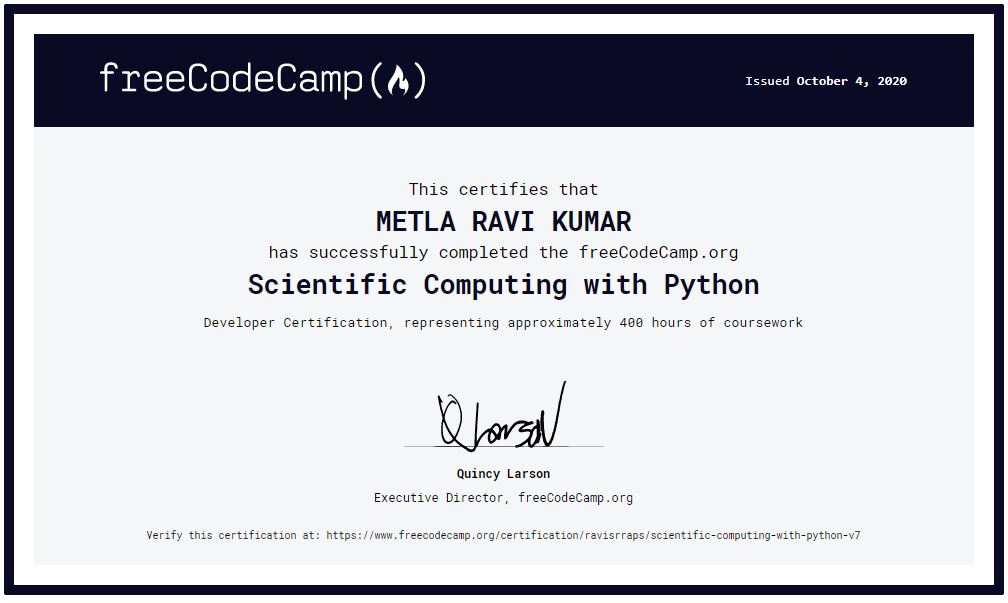 freeCodeCamp
Issued October 4, 2020
This certifies that
METLA RAVI KUMAR
has successfully completed the freeCodeCamp.org
Scientific Computing with Python
Developer Certification, representing approximately 400 hours of coursework
Q Larson
Quincy Larson
Executive Director, freeCodeCamp.org
Verify this certification at: https://www.freecodecamp.org/certification/ravisrraps/scientific-computing-with-python-v7